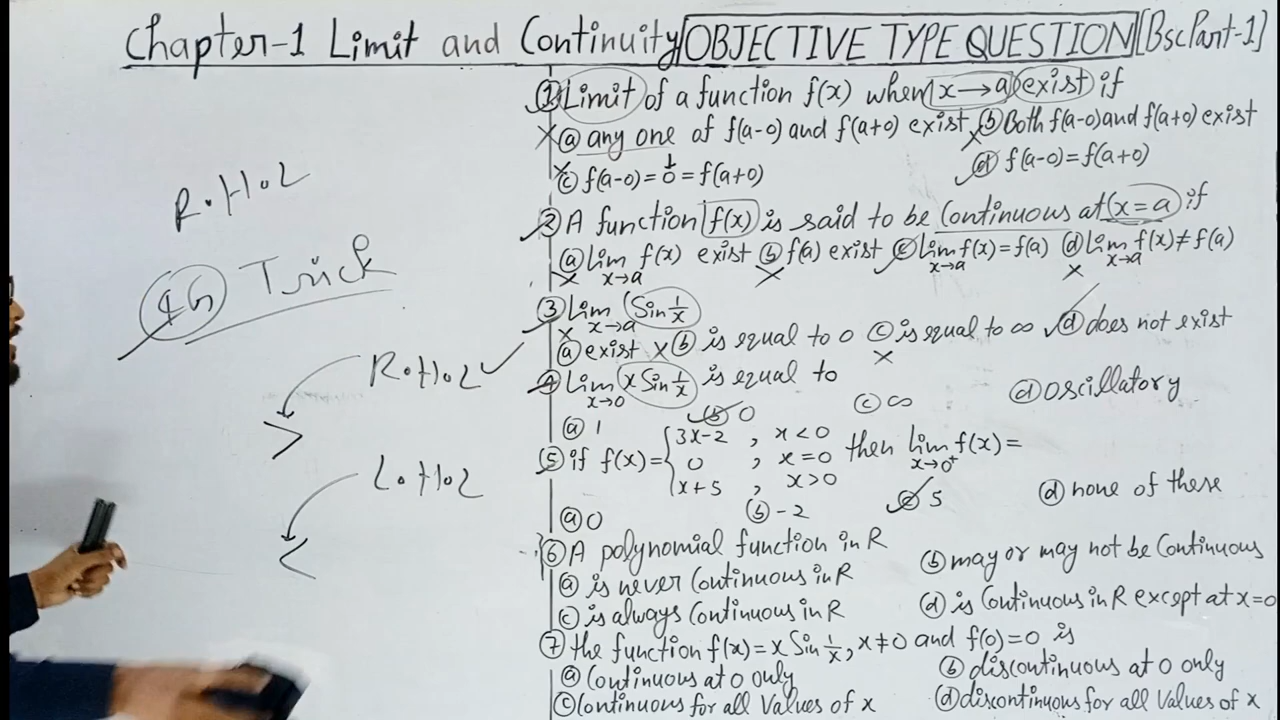 Chapter-1 Limit and Continuity OBJECTIVE TYPE QUESTION [Bsc Part-1]
① Limit of a function f(x) when x→a exist if
ⓐ any one of f(a-0) and f(a+0) exist ⓑ Both f(a-0) and f(a+0) exist
ⓒ f(a-0) = 0 = f(a+0) ⓓ f(a-0) = f(a+0)
② A function f(x) is said to be Continuous at x=a if
ⓐ Lim x→a f(x) exist ⓑ f(a) exist ⓒ Lim x→a f(x) = f(a) ⓓ Lim x→a f(x) ≠ f(a)
③ Lim x→a Sin 1/x
ⓐ exist ⓑ is equal to 0 ⓒ is equal to ∞ ⓓ does not exist
④ Lim x→0 x Sin 1/x is equal to
ⓐ 1 ⓑ 0 ⓒ ∞ ⓓ oscillatory
⑤ if f(x) = { 3x-2 , x<0
0 , x=0 then Lim x→0⁺ f(x) =
x+5 , x>0
ⓐ 0 ⓑ -2 ⓒ 5 ⓓ none of these
⑥ A polynomial function in R
ⓐ is never Continuous in R ⓑ may or may not be Continuous
ⓒ is always Continuous in R ⓓ is Continuous in R except at x=0
⑦ the function f(x) = x Sin 1/x, x≠0 and f(0)=0 is
ⓐ Continuous at 0 only ⓑ discontinuous at 0 only
ⓒ Continuous for all Values of x ⓓ discontinuous for all Values of x
R.H.L
Trick
R.H.L
>
L.H.L
<